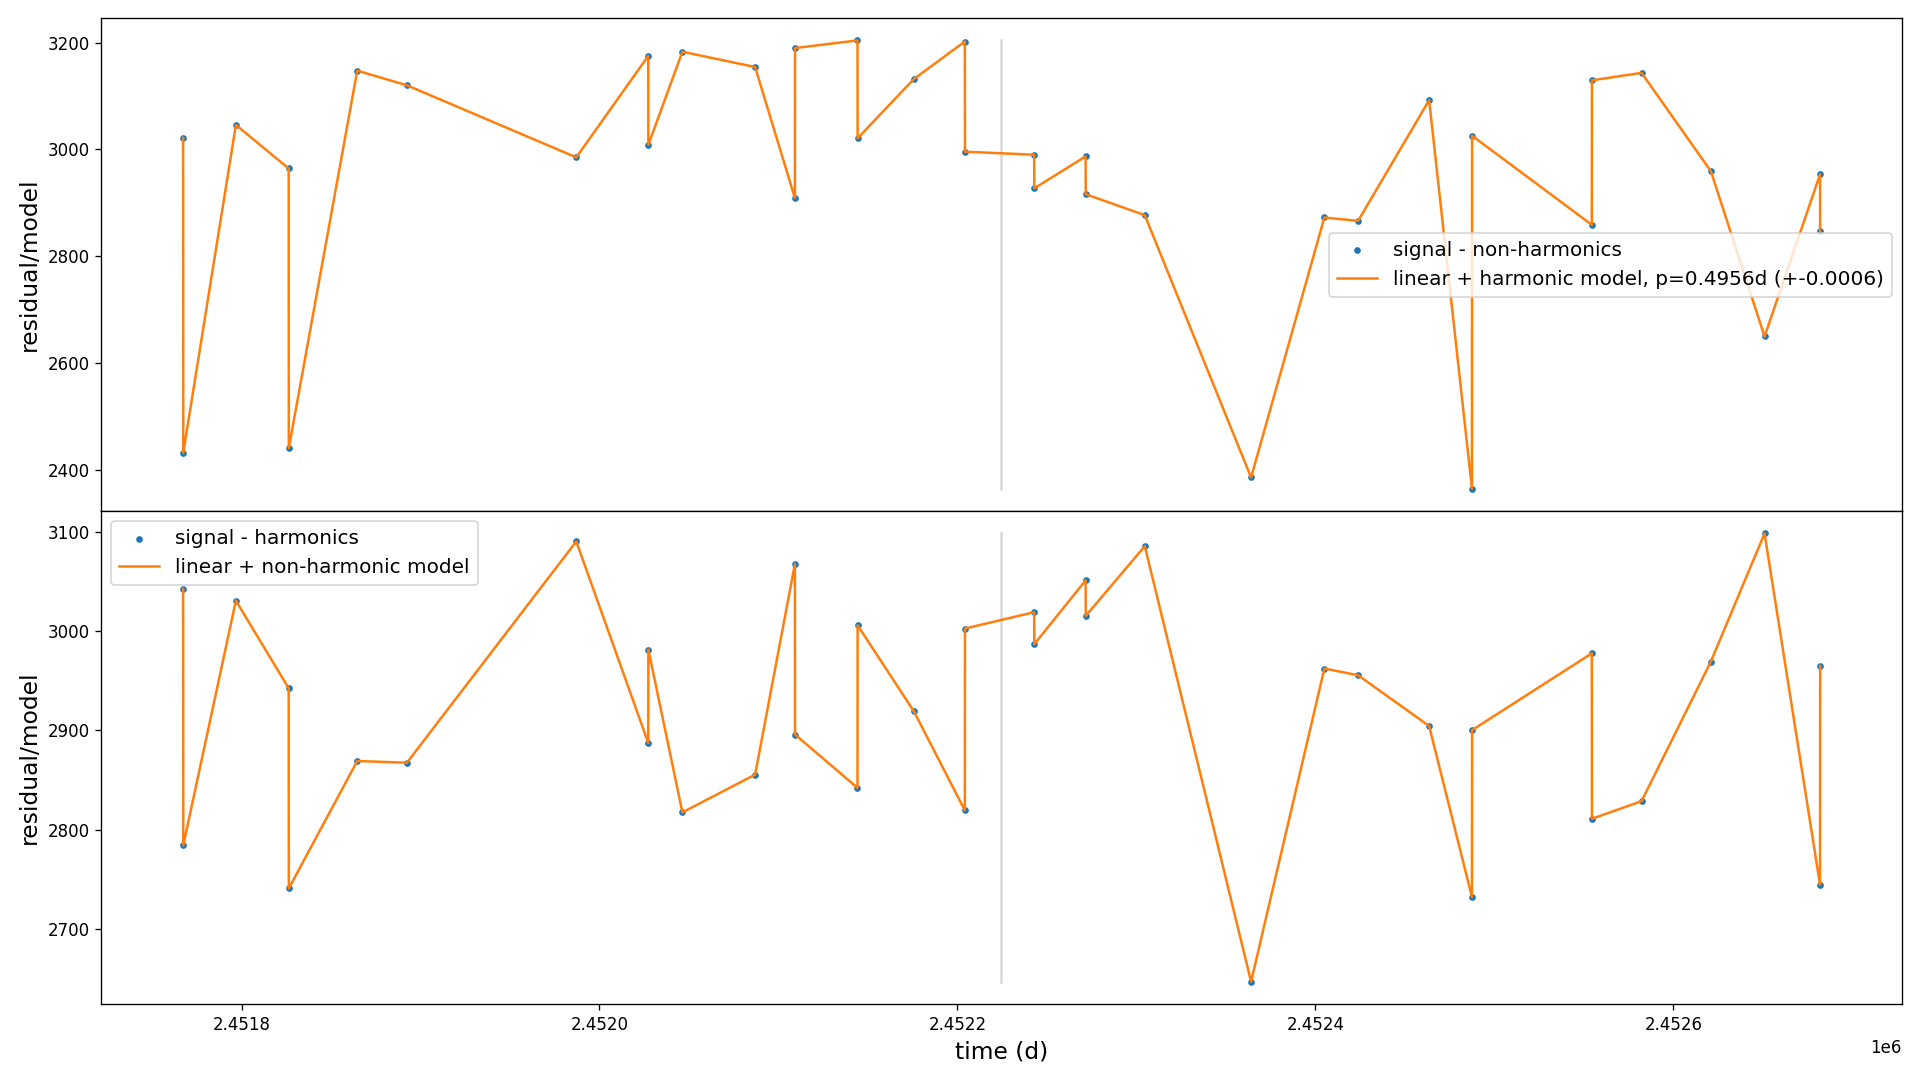 3200
3000
2800
2600
2400
residual/model
signal - non-harmonics
linear + harmonic model, p=0.4956d (+-0.0006)
3100
3000
2900
2800
2700
residual/model
signal - harmonics
linear + non-harmonic model
2.4518
2.4520
2.4522
2.4524
2.4526
1e6
time (d)